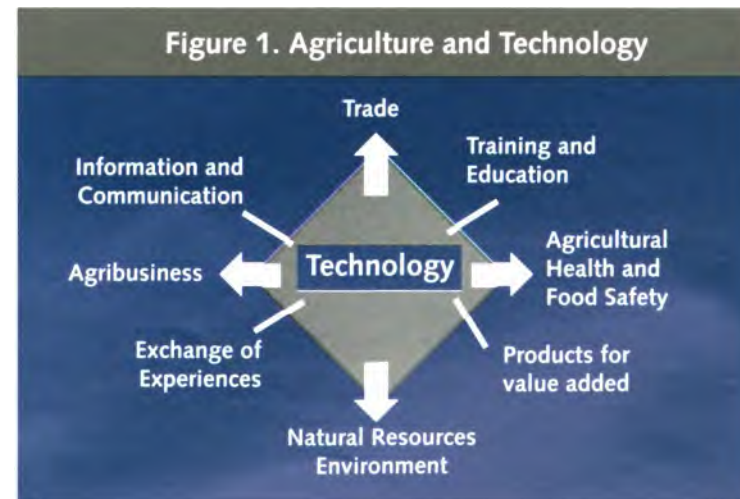 Figure 1. Agriculture and Technology
Trade
Information and
Communication
Training and
Education
Agribusiness
Technology
Agricultural
Health and
Food Safety
Exchange of
Experiences
Products for
value added
Natural Resources
Environment